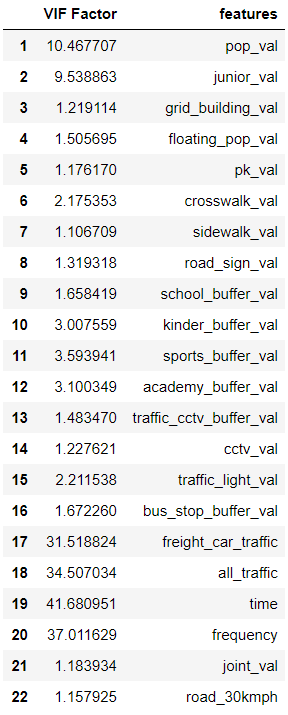 VIF Factor features
1 10.467707 pop_val
2 9.538863 junior_val
3 1.219114 grid_building_val
4 1.505695 floating_pop_val
5 1.176170 pk_val
6 2.175353 crosswalk_val
7 1.106709 sidewalk_val
8 1.319318 road_sign_val
9 1.658419 school_buffer_val
10 3.007559 kinder_buffer_val
11 3.593941 sports_buffer_val
12 3.100349 academy_buffer_val
13 1.483470 traffic_cctv_buffer_val
14 1.227621 cctv_val
15 2.211538 traffic_light_val
16 1.672260 bus_stop_buffer_val
17 31.518824 freight_car_traffic
18 34.507034 all_traffic
19 41.680951 time
20 37.011629 frequency
21 1.183934 joint_val
22 1.157925 road_30kmph